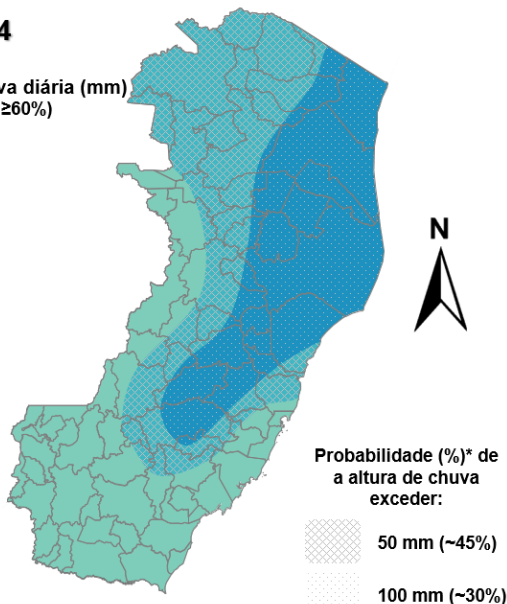 4
va diária (mm)
≥60%)
N
Probabilidade (%)* de
a altura de chuva
exceder:
50 mm (~45%)
100 mm (~30%)